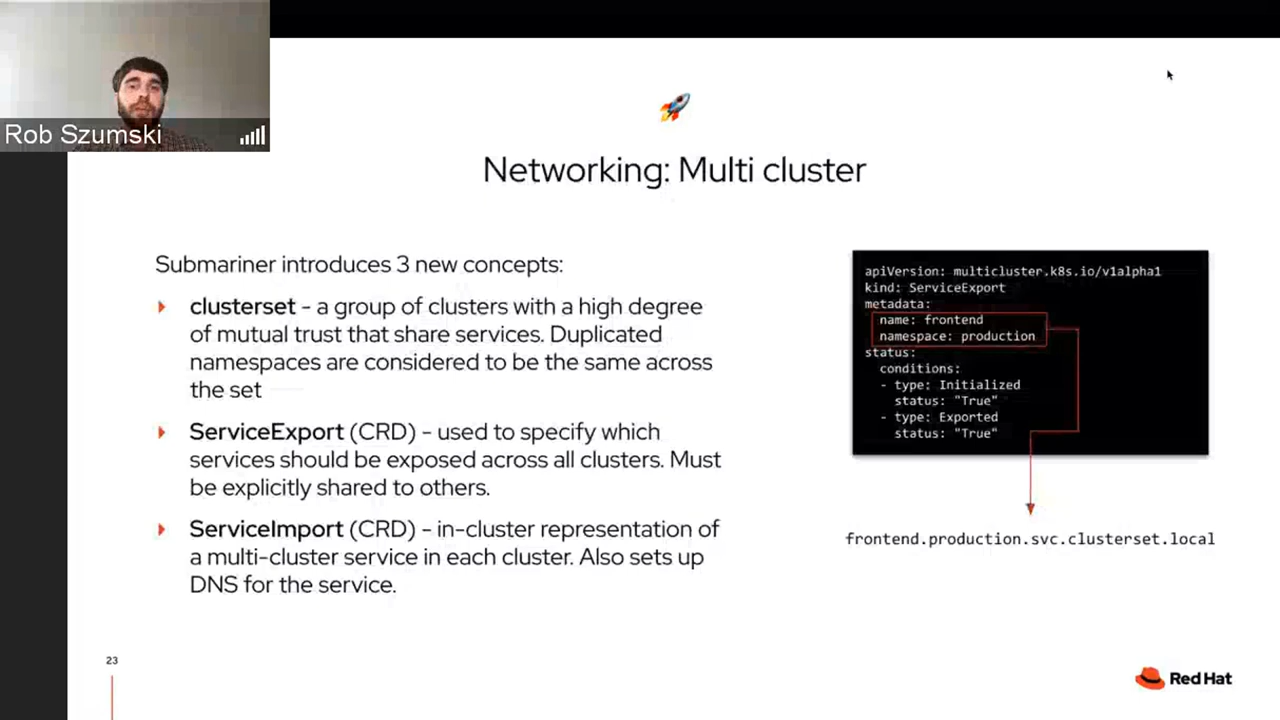 Rob Szumski
Networking: Multi cluster
Submariner introduces 3 new concepts:
clusterset - a group of clusters with a high degree
of mutual trust that share services. Duplicated
namespaces are considered to be the same across
the set
ServiceExport (CRD) - used to specify which
services should be exposed across all clusters. Must
be explicitly shared to others.
ServiceImport (CRD) - in-cluster representation of
a multi-cluster service in each cluster. Also sets up
DNS for the service.
apiVersion: multicluster.k8s.io/v1alpha1
kind: ServiceExport
metadata:
name: frontend
namespace: production
status:
conditions:
- type: Initialized
status: "True"
- type: Exported
status: "True"
frontend.production.svc.clusterset.local
23
Red Hat